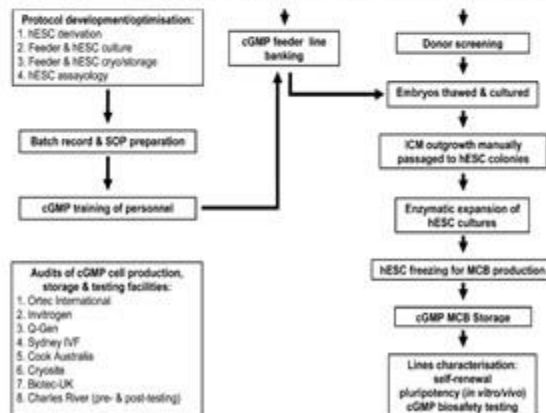 Protocol development/optimisation:
1. hESC derivation
2. Feeder & hESC culture
3. Feeder & hESC cryo/storage
4. hESC assayology
Batch record & SOP preparation
cGMP training of personnel
Audits of cGMP cell production,
storage & testing facilities:
1. Ortec International
2. Invitrogen
3. Q-Gen
4. Sydney IVF
5. Cook Australia
6. Cryosite
7. Biotec-UK
8. Charles River (pre- & post-testing)
cGMP feeder line
banking
Donor screening
Embryos thawed & cultured
ICM outgrowth manually
passaged to hESC colonies
Enzymatic expansion of
hESC cultures
hESC freezing for MCB production
cGMP MCB Storage
Lines characterisation:
self-renewal
pluripotency (in vitro/vivo)
cGMP biosafety testing